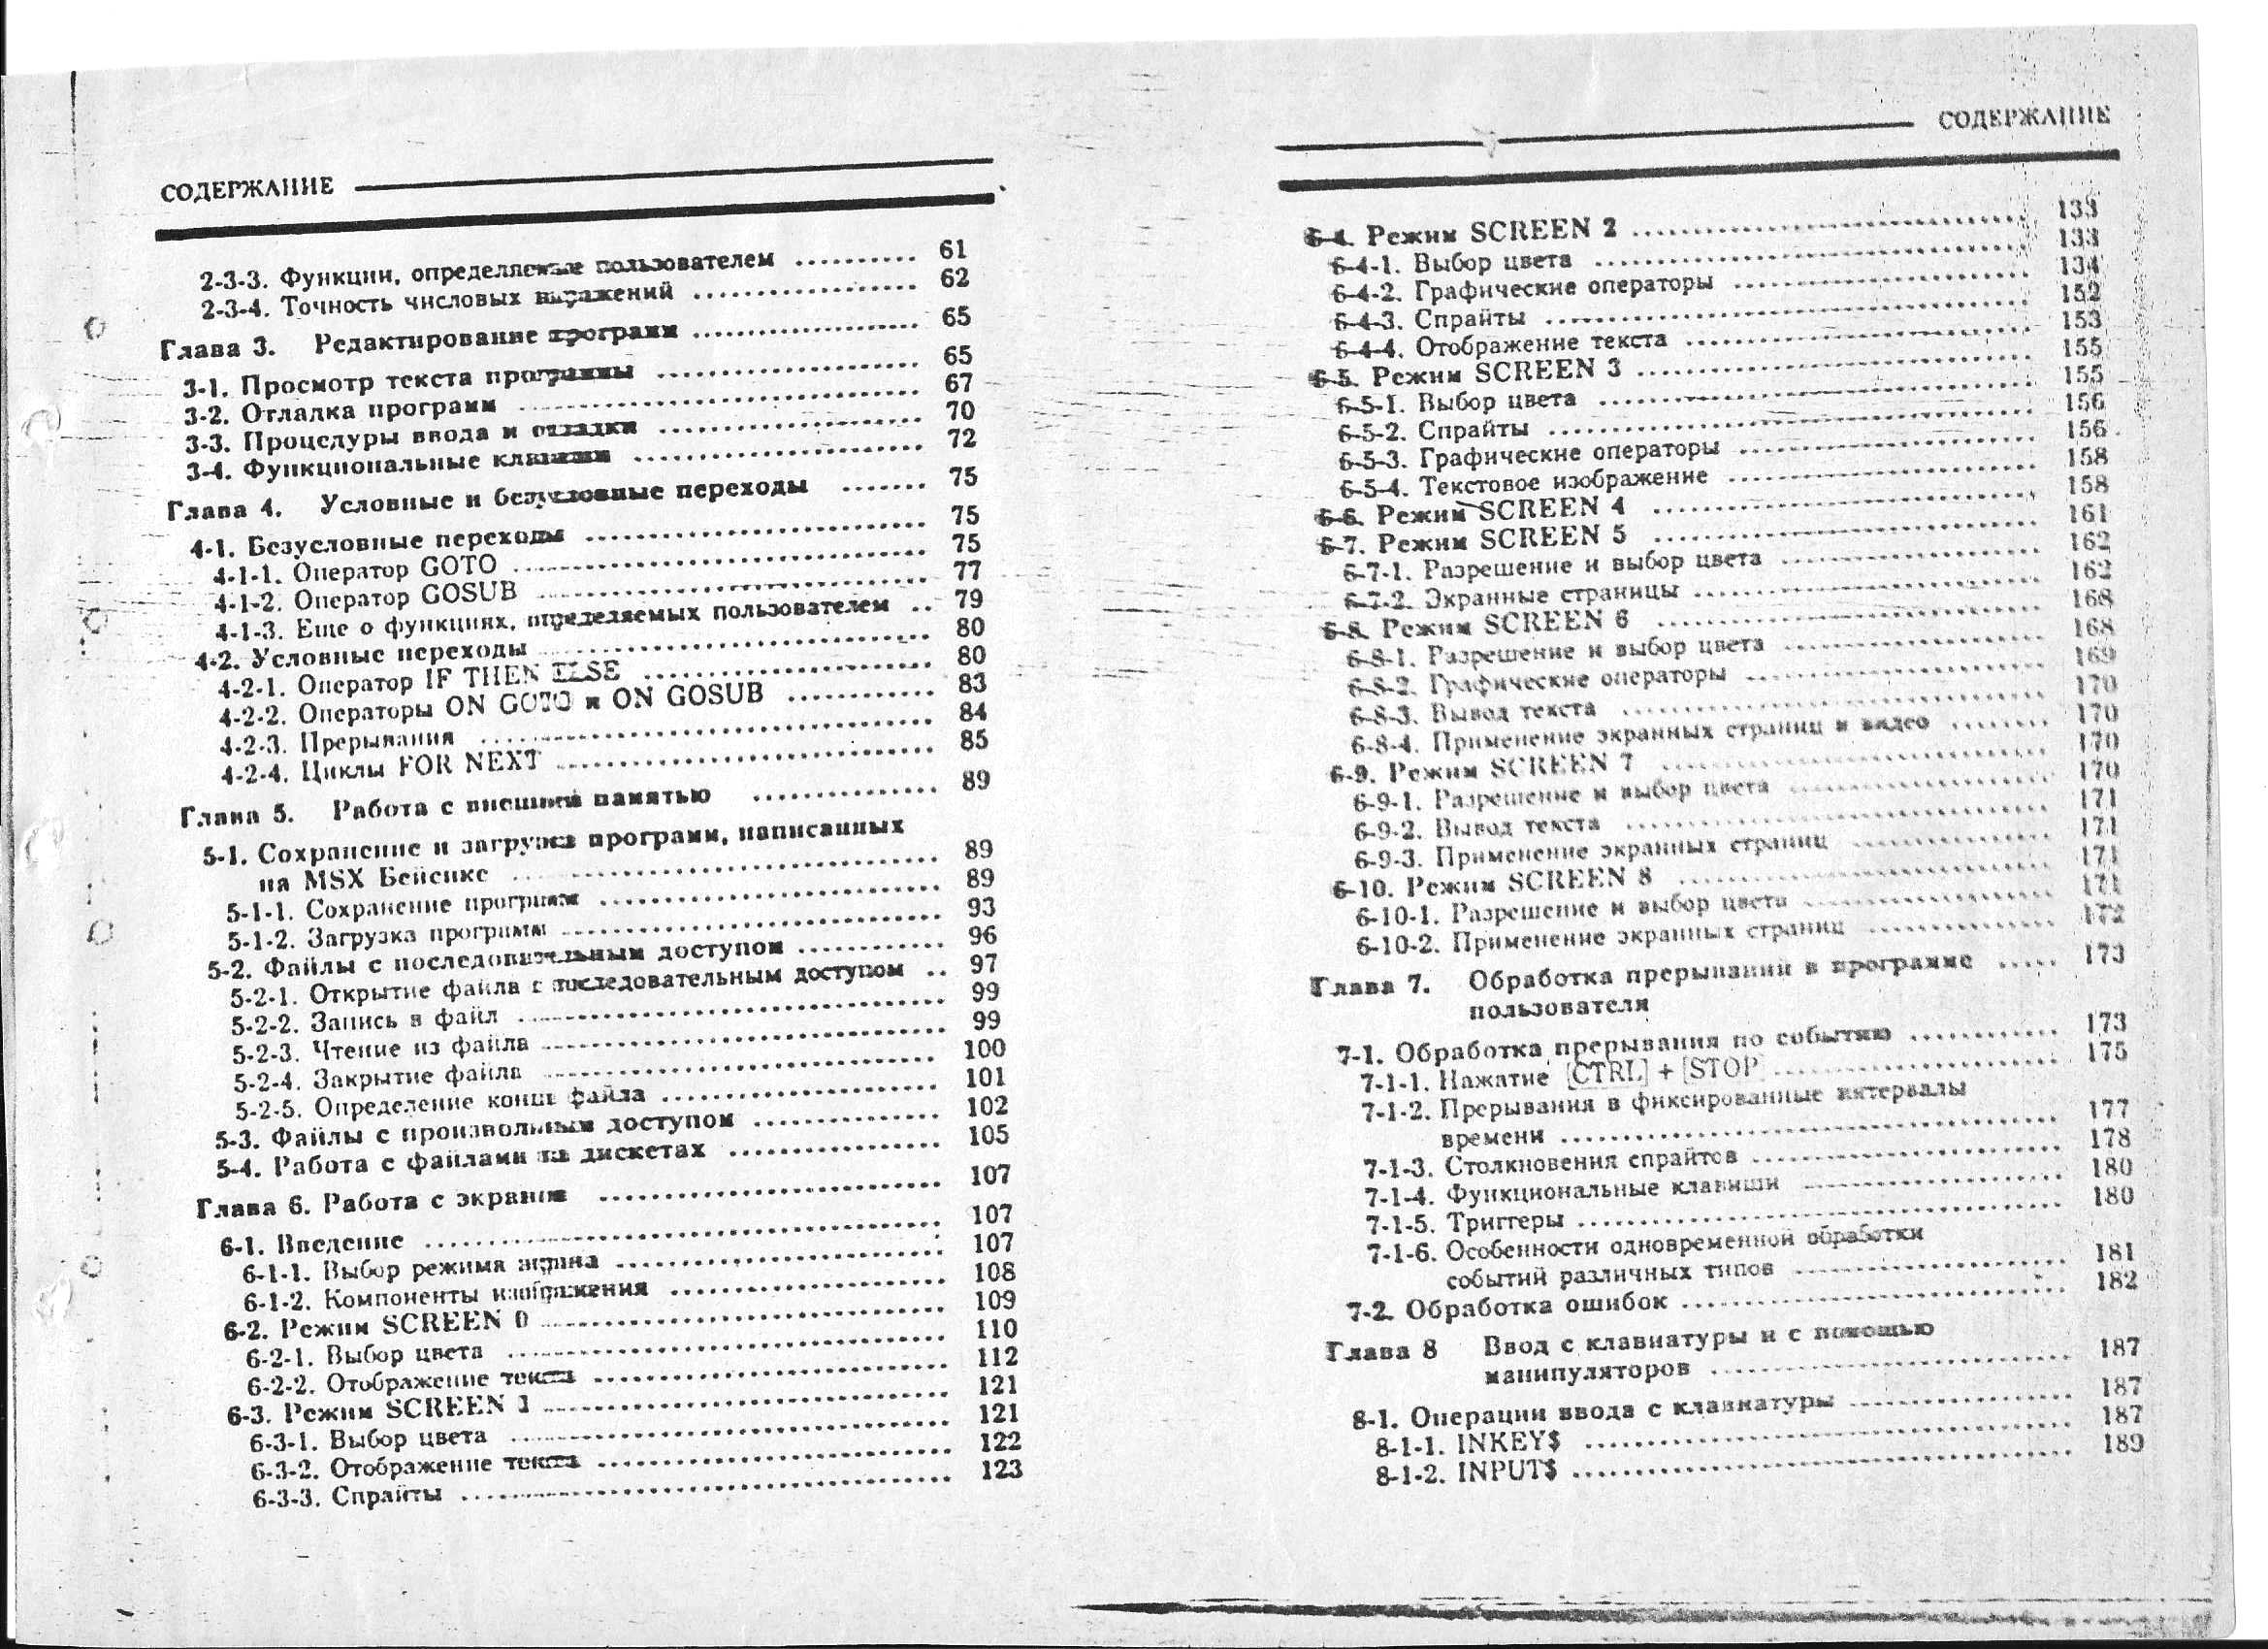 СОДЕРЖАНИЕ
2-3-3. Функции, определяемые пользователем .......... 61
2-3-4. Точность числовых выражений .......... 62
Глава 3. Редактирование программ .......... 65
3-1. Просмотр текста программы .......... 65
3-2. Отладка программ .......... 67
3-3. Процедуры ввода и отладки .......... 70
3-4. Функциональные клавиши .......... 72
Глава 4. Условные и безусловные переходы ....... 75
4-1. Безусловные переходы .......... 75
4-1-1. Оператор GOTO .......... 75
4-1-2. Оператор GOSUB .......... 77
4-1-3. Еще о функциях, определяемых пользователем .. 79
4-2. Условные переходы .......... 80
4-2-1. Оператор IF THEN ELSE .......... 80
4-2-2. Операторы ON GOTO и ON GOSUB .......... 83
4-2-3. Прерывания .......... 84
4-2-4. Циклы FOR NEXT .......... 85
Глава 5. Работа с внешней памятью .......... 89
5-1. Сохранение и загрузка программ, написанных
на MSX Бейсике .......... 89
5-1-1. Сохранение программ .......... 89
5-1-2. Загрузка программ .......... 93
5-2. Файлы с последовательным доступом .......... 96
5-2-1. Открытие файла с последовательным доступом .. 97
5-2-2. Запись в файл .......... 99
5-2-3. Чтение из файла .......... 99
5-2-4. Закрытие файла .......... 100
5-2-5. Определение конца файла .......... 101
5-3. Файлы с произвольным доступом .......... 102
5-4. Работа с файлами на дискетах .......... 105
Глава 6. Работа с экраном .......... 107
6-1. Введение .......... 107
6-1-1. Выбор режима экрана .......... 107
6-1-2. Компоненты изображения .......... 108
6-2. Режим SCREEN 0 .......... 109
6-2-1. Выбор цвета .......... 110
6-2-2. Отображение текста .......... 112
6-3. Режим SCREEN 1 .......... 121
6-3-1. Выбор цвета .......... 121
6-3-2. Отображение текста .......... 122
6-3-3. Спрайты .......... 123
СОДЕРЖАНИЕ
6-4. Режим SCREEN 2 .......... 133
6-4-1. Выбор цвета .......... 133
6-4-2. Графические операторы .......... 134
6-4-3. Спрайты .......... 152
6-4-4. Отображение текста .......... 153
6-5. Режим SCREEN 3 .......... 155
6-5-1. Выбор цвета .......... 155
6-5-2. Спрайты .......... 156
6-5-3. Графические операторы .......... 156
6-5-4. Текстовое изображение .......... 158
6-6. Режим SCREEN 4 .......... 158
6-7. Режим SCREEN 5 .......... 161
6-7-1. Разрешение и выбор цвета .......... 162
6-7-2. Экранные страницы .......... 162
6-8. Режим SCREEN 6 .......... 168
6-8-1. Разрешение и выбор цвета .......... 168
6-8-2. Графические операторы .......... 169
6-8-3. Вывод текста .......... 170
6-8-4. Применение экранных страниц и видео ........ 170
6-9. Режим SCREEN 7 .......... 170
6-9-1. Разрешение и выбор цвета .......... 170
6-9-2. Вывод текста .......... 171
6-9-3. Применение экранных страниц .......... 171
6-10. Режим SCREEN 8 .......... 171
6-10-1. Разрешение и выбор цвета .......... 171
6-10-2. Применение экранных страниц .......... 172
Глава 7. Обработка прерываний в программе ..... 173
пользователя
7-1. Обработка прерывания по событию .......... 173
7-1-1. Нажатие [CTRL] + [STOP] .......... 175
7-1-2. Прерывания в фиксированные интервалы
времени .......... 177
7-1-3. Столкновения спрайтов .......... 178
7-1-4. Функциональные клавиши .......... 180
7-1-5. Триггеры .......... 180
7-1-6. Особенности одновременной обработки
событий различных типов .......... 181
7-2. Обработка ошибок .......... 182
Глава 8 Ввод с клавиатуры и с помощью
манипуляторов .......... 187
8-1. Операции ввода с клавиатуры .......... 187
8-1-1. INKEY$ .......... 187
8-1-2. INPUT$ .......... 189